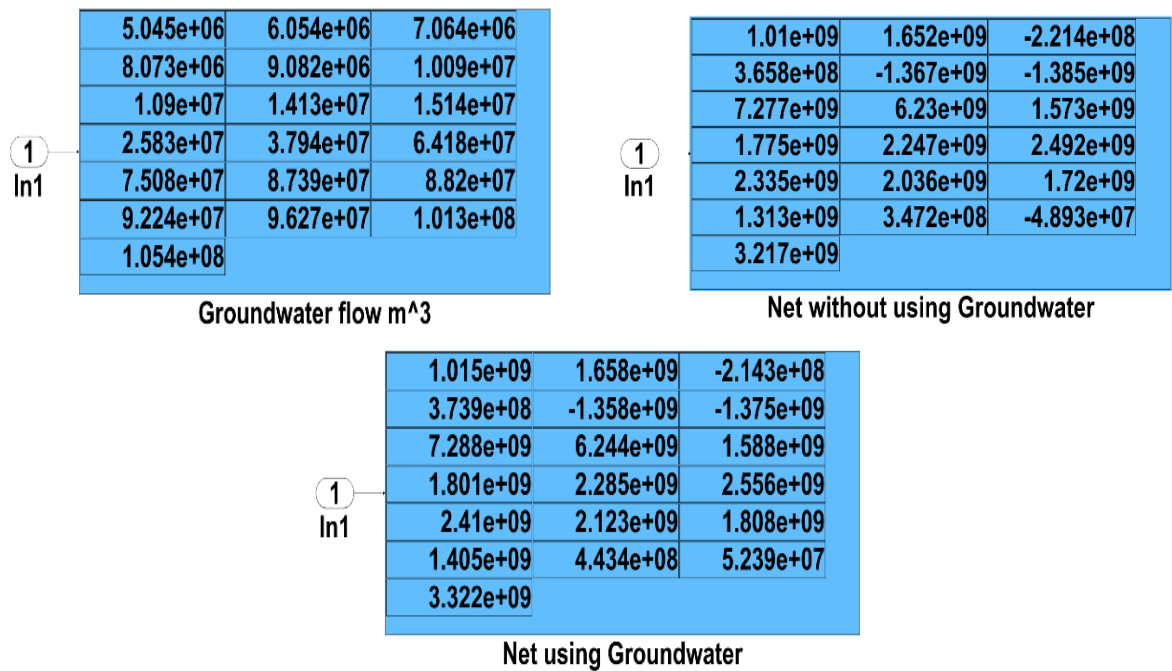 5.045e+06 6.054e+06 7.064e+06
8.073e+06 9.082e+06 1.009e+07
1.09e+07 1.413e+07 1.514e+07
2.583e+07 3.794e+07 6.418e+07
7.508e+07 8.739e+07 8.82e+07
9.224e+07 9.627e+07 1.013e+08
1.054e+08
1
In1
Groundwater flow m^3
1.01e+09 1.652e+09 -2.214e+08
3.658e+08 -1.367e+09 -1.385e+09
7.277e+09 6.23e+09 1.573e+09
1.775e+09 2.247e+09 2.492e+09
2.335e+09 2.036e+09 1.72e+09
1.313e+09 3.472e+08 -4.893e+07
3.217e+09
1
In1
Net without using Groundwater
1.015e+09 1.658e+09 -2.143e+08
3.739e+08 -1.358e+09 -1.375e+09
7.288e+09 6.244e+09 1.588e+09
1.801e+09 2.285e+09 2.556e+09
2.41e+09 2.123e+09 1.808e+09
1.405e+09 4.434e+08 5.239e+07
3.322e+09
1
In1
Net using Groundwater